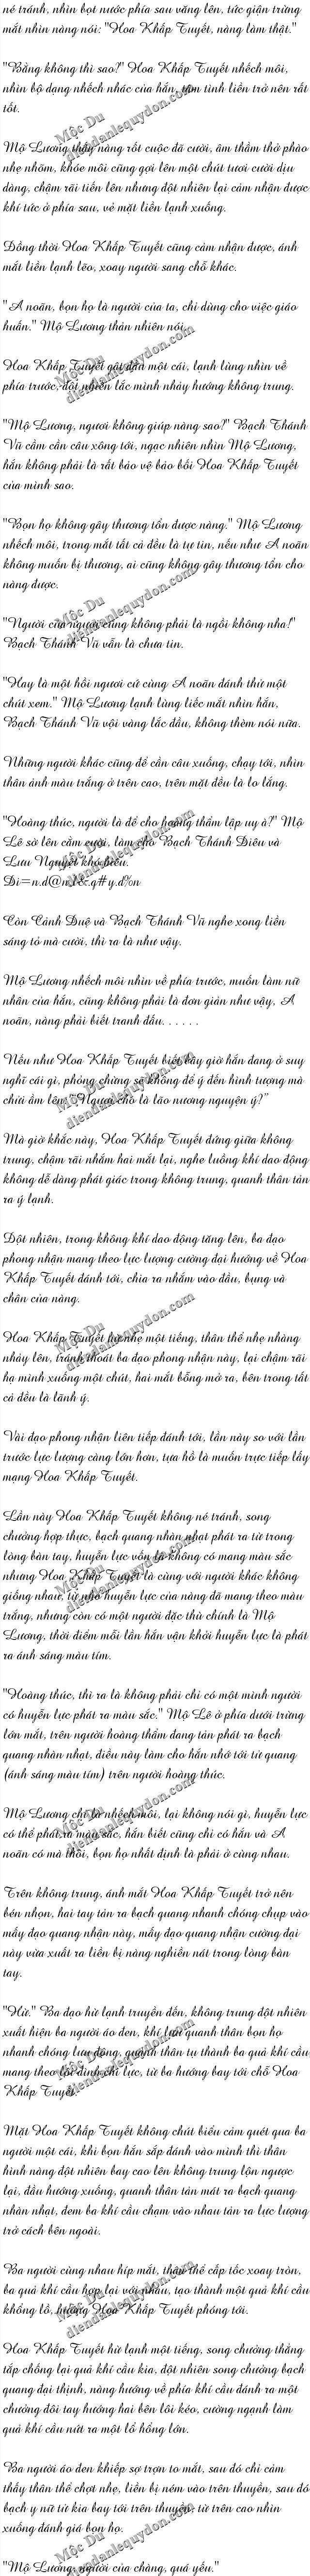 né tránh, nhìn bọt nước phía sau văng lên, tức giận trừng
mắt nhìn nàng nói: "Hoa Khấp Tuyết, nàng làm thật."
"Bằng không thì sao?" Hoa Khấp Tuyết nhếch môi,
nhìn bộ dạng nhếch nhác của hắn, tâm tình liền trở nên rất
tốt.
Mộ Lương thấy nàng rốt cuộc đã cười, âm thầm thở phào
nhẹ nhõm, khóe môi cũng gợi lên một chút tươi cười dịu
dàng, chậm rãi tiến lên nhưng đột nhiên lại cảm nhận được
khí tức ở phía sau, vẻ mặt liền lạnh xuống.
Đồng thời Hoa Khấp Tuyết cũng cảm nhận được, ánh
mắt liền lạnh lẽo, xoay người sang chỗ khác.
"A noãn, bọn họ là người của ta, chỉ dùng cho việc giáo
huấn." Mộ Lương thản nhiên nói.
Hoa Khấp Tuyết gật đầu một cái, lạnh lùng nhìn về
phía trước, đột nhiên lắc mình nhảy hướng không trung.
"Mộ Lương, ngươi không giúp nàng sao?" Bạch Thánh
Vũ cầm cần câu xông tới, ngạc nhiên nhìn Mộ Lương,
hắn không phải là rất bảo vệ bảo bối Hoa Khấp Tuyết
của mình sao.
"Bọn họ không gây thương tổn được nàng." Mộ Lương
nhếch môi, trong mắt tất cả đều là tự tin, nếu như A noãn
không muốn bị thương, ai cũng không gây thương tổn cho
nàng được.
"Người của ngươi cũng không phải là ngồi không nha!"
Bạch Thánh Vũ vẫn là chưa tin.
"Hay là một hồi ngươi cứ cùng A noãn đánh thử một
chút xem." Mộ Lương lạnh lùng liếc mắt nhìn hắn,
Bạch Thánh Vũ vội vàng lắc đầu, không thèm nói nữa.
Những người khác cũng để cần câu xuống, chạy tới, nhìn
thân ảnh màu trắng ở trên cao, trên mặt đều là lo lắng.
"Hoàng thúc, người là để cho hoàng thẩm lập uy à?" Mộ
Lê sờ lên cằm cười, làm cho Bạch Thánh Diêu và
Lưu Nguyệt khó hiểu.
Di=n.d@n.l&.q#y.d%n
Còn Cảnh Duệ và Bạch Thánh Vũ nghe xong liền
sáng tỏ mà cười, thì ra là như vậy.
Mộ Lương nhếch môi nhìn về phía trước, muốn làm nữ
nhân của hắn, cũng không phải là đơn giản như vậy, A
noãn, nàng phải biết tranh đấu. . . . . .
Nếu như Hoa Khấp Tuyết biết bây giờ hắn đang ở suy
nghĩ cái gì, phỏng chừng sẽ không để ý đến hình tượng mà
chửi ầm lên: "Ngươi cho là lão nương nguyện ý?"
Mà giờ khắc này, Hoa Khấp Tuyết đứng giữa không
trung, chậm rãi nhắm hai mắt lại, nghe luồng khí dao động
không dễ dàng phát giác trong không trung, quanh thân tản
ra ý lạnh.
Đột nhiên, trong không khí dao động tăng lên, ba đạo
phong nhận mang theo lực lượng cường đại hướng về Hoa
Khấp Tuyết đánh tới, chia ra nhắm vào đầu, bụng và
chân của nàng.
Hoa Khấp Tuyết hừ nhẹ một tiếng, thân thể nhẹ nhàng
nhảy lên, tránh thoát ba đạo phong nhận này, lại chậm rãi
hạ mình xuống một chút, hai mắt bỗng mở ra, bên trong tất
cả đều là lãnh ý.
Vài đạo phong nhận liên tiếp đánh tới, lần này so với lần
trước lực lượng càng lớn hơn, tựa hồ là muốn trực tiếp lấy
mạng Hoa Khấp Tuyết.
Lần này Hoa Khấp Tuyết không né tránh, song
chưởng hợp thực, bạch quang nhàn nhạt phát ra từ trong
lòng bàn tay, huyễn lực vốn là không có mang màu sắc
nhưng Hoa Khấp Tuyết là cùng với người khác không
giống nhau, từ nhỏ huyễn lực của nàng đã mang theo màu
trắng, nhưng còn có một người đặc thù chính là Mộ
Lương, thời điểm mỗi lần hắn vận khởi huyễn lực là phát
ra ánh sáng màu tím.
"Hoàng thúc, thì ra là không phải chỉ có một mình người
có huyễn lực phát ra màu sắc." Mộ Lê ở phía dưới trừng
lớn mắt, trên người hoàng thẩm đang tản phát ra bạch
quang nhàn nhạt, điều này làm cho hắn nhớ tới tử quang
(ánh sáng màu tím) trên người hoàng thúc.
Mộ Lương chỉ là nhếch môi, lại không nói gì, huyễn lực
có thể phát ra màu sắc, hắn biết cũng chỉ có hắn và A
noãn có mà thôi, bọn họ nhất định là phải ở cùng nhau.
Trên không trung, ánh mắt Hoa Khấp Tuyết trở nên
bén nhọn, hai tay tản ra bạch quang nhanh chóng chụp vào
mấy đạo quang nhận này, mấy đạo quang nhận cường đại
này vừa xuất ra liền bị nàng nghiền nát trong lòng bàn
tay.
"Hừ." Ba đạo hừ lạnh truyền đến, không trung đột nhiên
xuất hiện ba người áo đen, khí lưu quanh thân bọn họ
nhanh chóng lưu động, quanh thân tụ thành ba quả khí cầu
mang theo lôi đình chi lực, từ ba hướng bay tới chỗ Hoa
Khấp Tuyết.
Mặt Hoa Khấp Tuyết không chút biểu cảm quét qua ba
người một cái, khi bọn hắn sắp đánh vào mình thì thân
hình nàng đột nhiên bay cao lên không trung lộn ngược
lại, đầu hướng xuống, quanh thân tản mát ra bạch quang
nhàn nhạt, đem ba khí cầu chạm vào nhau tản ra lực lượng
trở cách bên ngoài.
Ba người cùng nhau híp mắt, thân thể cấp tốc xoay tròn,
ba quả khí cầu hợp lại với nhau, tạo thành một quả khí cầu
khổng lồ, hướng Hoa Khấp Tuyết phóng tới.
Hoa Khấp Tuyết hừ lạnh một tiếng, song chưởng thẳng
tắp chống lại quả khí cầu kia, đột nhiên song chưởng bạch
quang đại thịnh, nàng hướng về phía khí cầu đánh ra một
chưởng đôi tay hướng hai bên lôi kéo, cường ngạnh làm
quả khí cầu nứt ra một lổ hổng lớn.
Ba người áo đen khiếp sợ trợn to mắt, sau đó chỉ cảm
thấy thân thể chợt nhẹ, liền bị ném vào trên thuyền, sau đó
bạch y nữ tử kia bay tới trên thuyền, từ trên cao nhìn
xuống đánh giá bọn họ.
"Mộ Lương, người của chàng, quá yếu."
Mộc Du
diendanlequydon.com